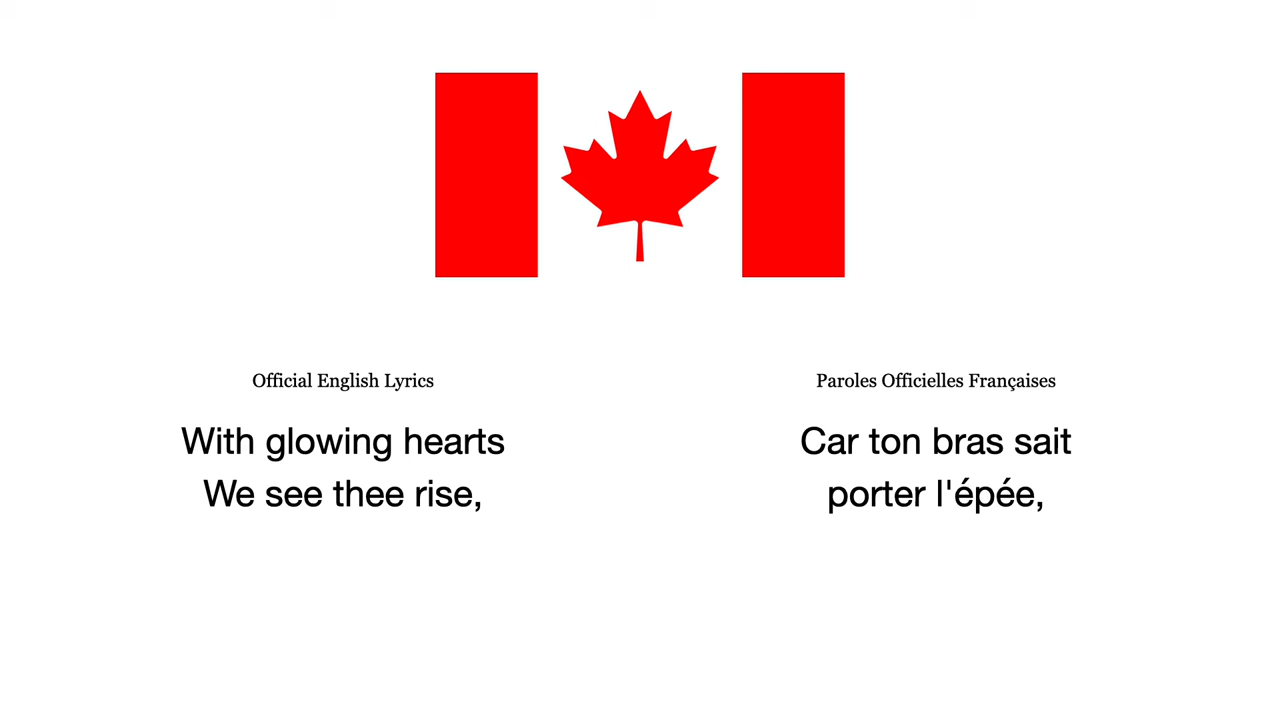 Official English Lyrics
With glowing hearts
We see thee rise,
Paroles Officielles Françaises
Car ton bras sait
porter l'épée,